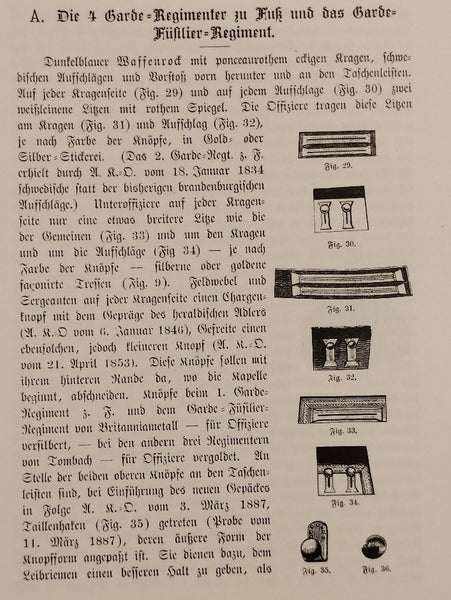 A. Die 4 Garde-Regimenter zu Fuß und das Garde-
Füsilier-Regiment.
Dunkelblauer Waffenrock mit ponceaurothem eckigen Kragen, schwe-
dischen Aufschlägen und Vorstoß vorn herunter und an den Taschenleisten.
Auf jeder Kragenseite (Fig. 29) und auf jedem Aufschlage (Fig. 30) zwei
weißleinene Litzen mit rothem Spiegel. Die Offiziere tragen diese Litzen
am Kragen (Fig. 31) und Aufschlag (Fig. 32),
je nach Farbe der Knöpfe, in Gold- oder
Silber-Stickerei. (Das 2. Garde-Regt. z. F.
erhielt durch A. K.-O. vom 18. Januar 1834
schwedische statt der bisherigen brandenburgischen
Aufschläge.) Unteroffiziere auf jeder Kragen-
seite nur eine etwas breitere Litze wie die
der Gemeinen (Fig. 33) und um den Kragen
und um die Aufschläge (Fig 34) — je nach
Farbe der Knöpfe — silberne oder goldene
façonirte Tressen (Fig. 9). Feldwebel und
Sergeanten auf jeder Kragenseite einen Chargen-
knopf mit dem Gepräge des heraldischen Adlers
(A. K.-O vom 6. Januar 1846), Gefreite einen
ebensolchen, jedoch kleineren Knopf (A. K.-O.
vom 21. April 1853). Diese Knöpfe sollen mit
ihrem hinteren Rande da, wo die Kapelle
beginnt, abschneiden. Knöpfe beim 1. Garde-
Regiment z. F. und dem Garde-Füsilier-
Regiment von Britanniametall — für Offiziere
versilbert, — bei den andern drei Regimentern
von Tombach — für Offiziere vergoldet. An
Stelle der beiden oberen Knöpfe an den Taschen-
leisten sind, bei Einführung des neuen Gepäckes
in Folge A. K.-O. vom 3. März 1887,
Taillenhaken (Fig. 35) getreten (Probe vom
11. März 1887), deren äußere Form der
Knopfform angepaßt ist. Sie dienen dazu, dem
Leibriemen einen besseren Halt zu geben, als
Fig. 29.
Fig. 30.
Fig. 31.
Fig. 32.
Fig. 33.
Fig. 34.
Fig. 35.
Fig. 36.